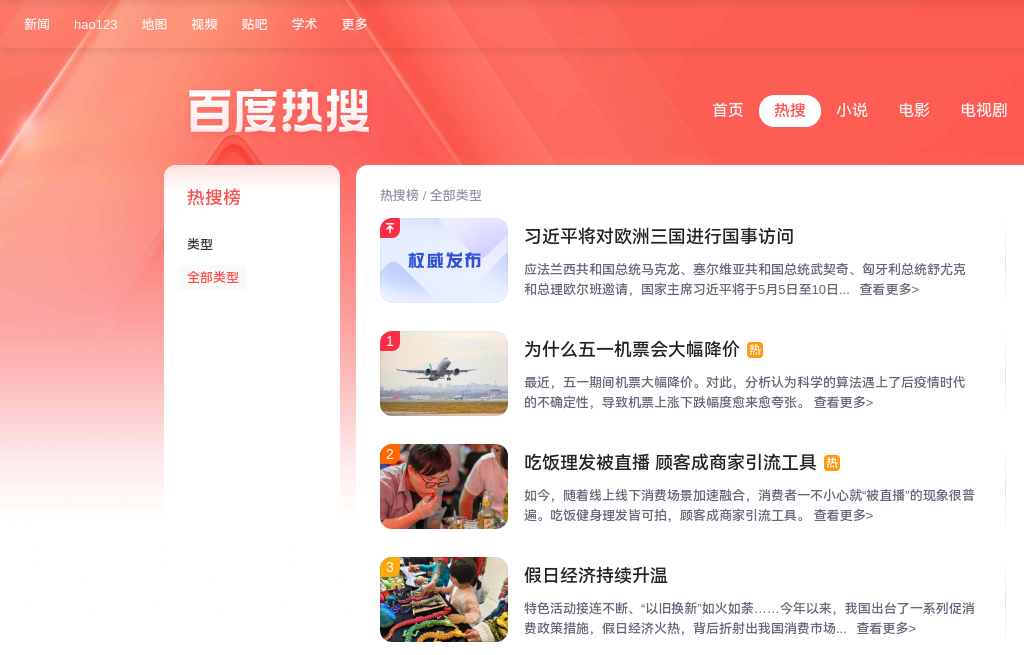 新闻 hao123 地图 视频 贴吧 学术 更多
百度热搜
首页 热搜 小说 电影 电视剧
热搜榜
类型
全部类型
热搜榜 / 全部类型
权威发布
习近平将对欧洲三国进行国事访问
应法兰西共和国总统马克龙、塞尔维亚共和国总统武契奇、匈牙利总统舒尤克
和总理欧尔班邀请，国家主席习近平将于5月5日至10日... 查看更多>
1
为什么五一机票会大幅降价 热
最近，五一期间机票大幅降价。对此，分析认为科学的算法遇上了后疫情时代
的不确定性，导致机票上涨下跌幅度愈来愈夸张。 查看更多>
2
吃饭理发被直播 顾客成商家引流工具 热
如今，随着线上线下消费场景加速融合，消费者一不小心就“被直播”的现象很普
遍。吃饭健身理发皆可拍，顾客成商家引流工具。 查看更多>
3
假日经济持续升温
特色活动接连不断、“以旧换新”如火如荼……今年以来，我国出台了一系列促消
费政策措施，假日经济火热，背后折射出我国消费市场... 查看更多>